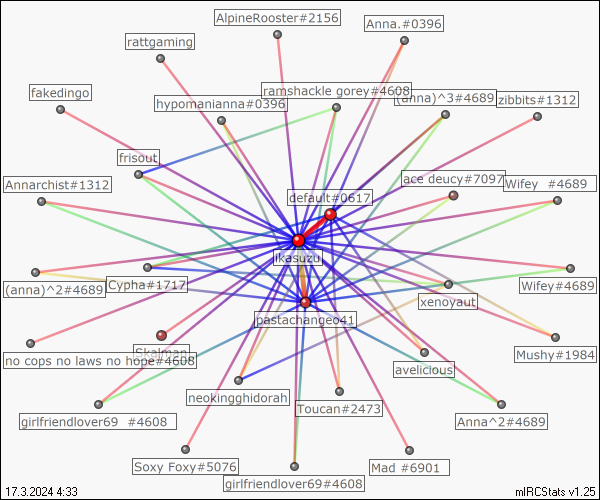 AlpineRooster#2156
Anna.#0396
rattgaming
fakedingo
ramshackle gorey#4608
hypomanianna#0396
(anna)^3#4689
zibbits#1312
frisout
Annarchist#1312
ace deucy#7097
Wifey #4689
default#0617
ikasuzu
(anna)^2#4689
Cypha#1717
Wifey#4689
xenoyaut
pastachangeo41
no cops no laws no hope#4608
Skalman
Mushy#1984
avelicious
neokingghidorah
Toucan#2473
girlfriendlover69 #4608
Anna^2#4689
Soxy Foxy#5076
Mad #6901
girlfriendlover69#4608
17.3.2024 4:33
mIRCStats v1.25